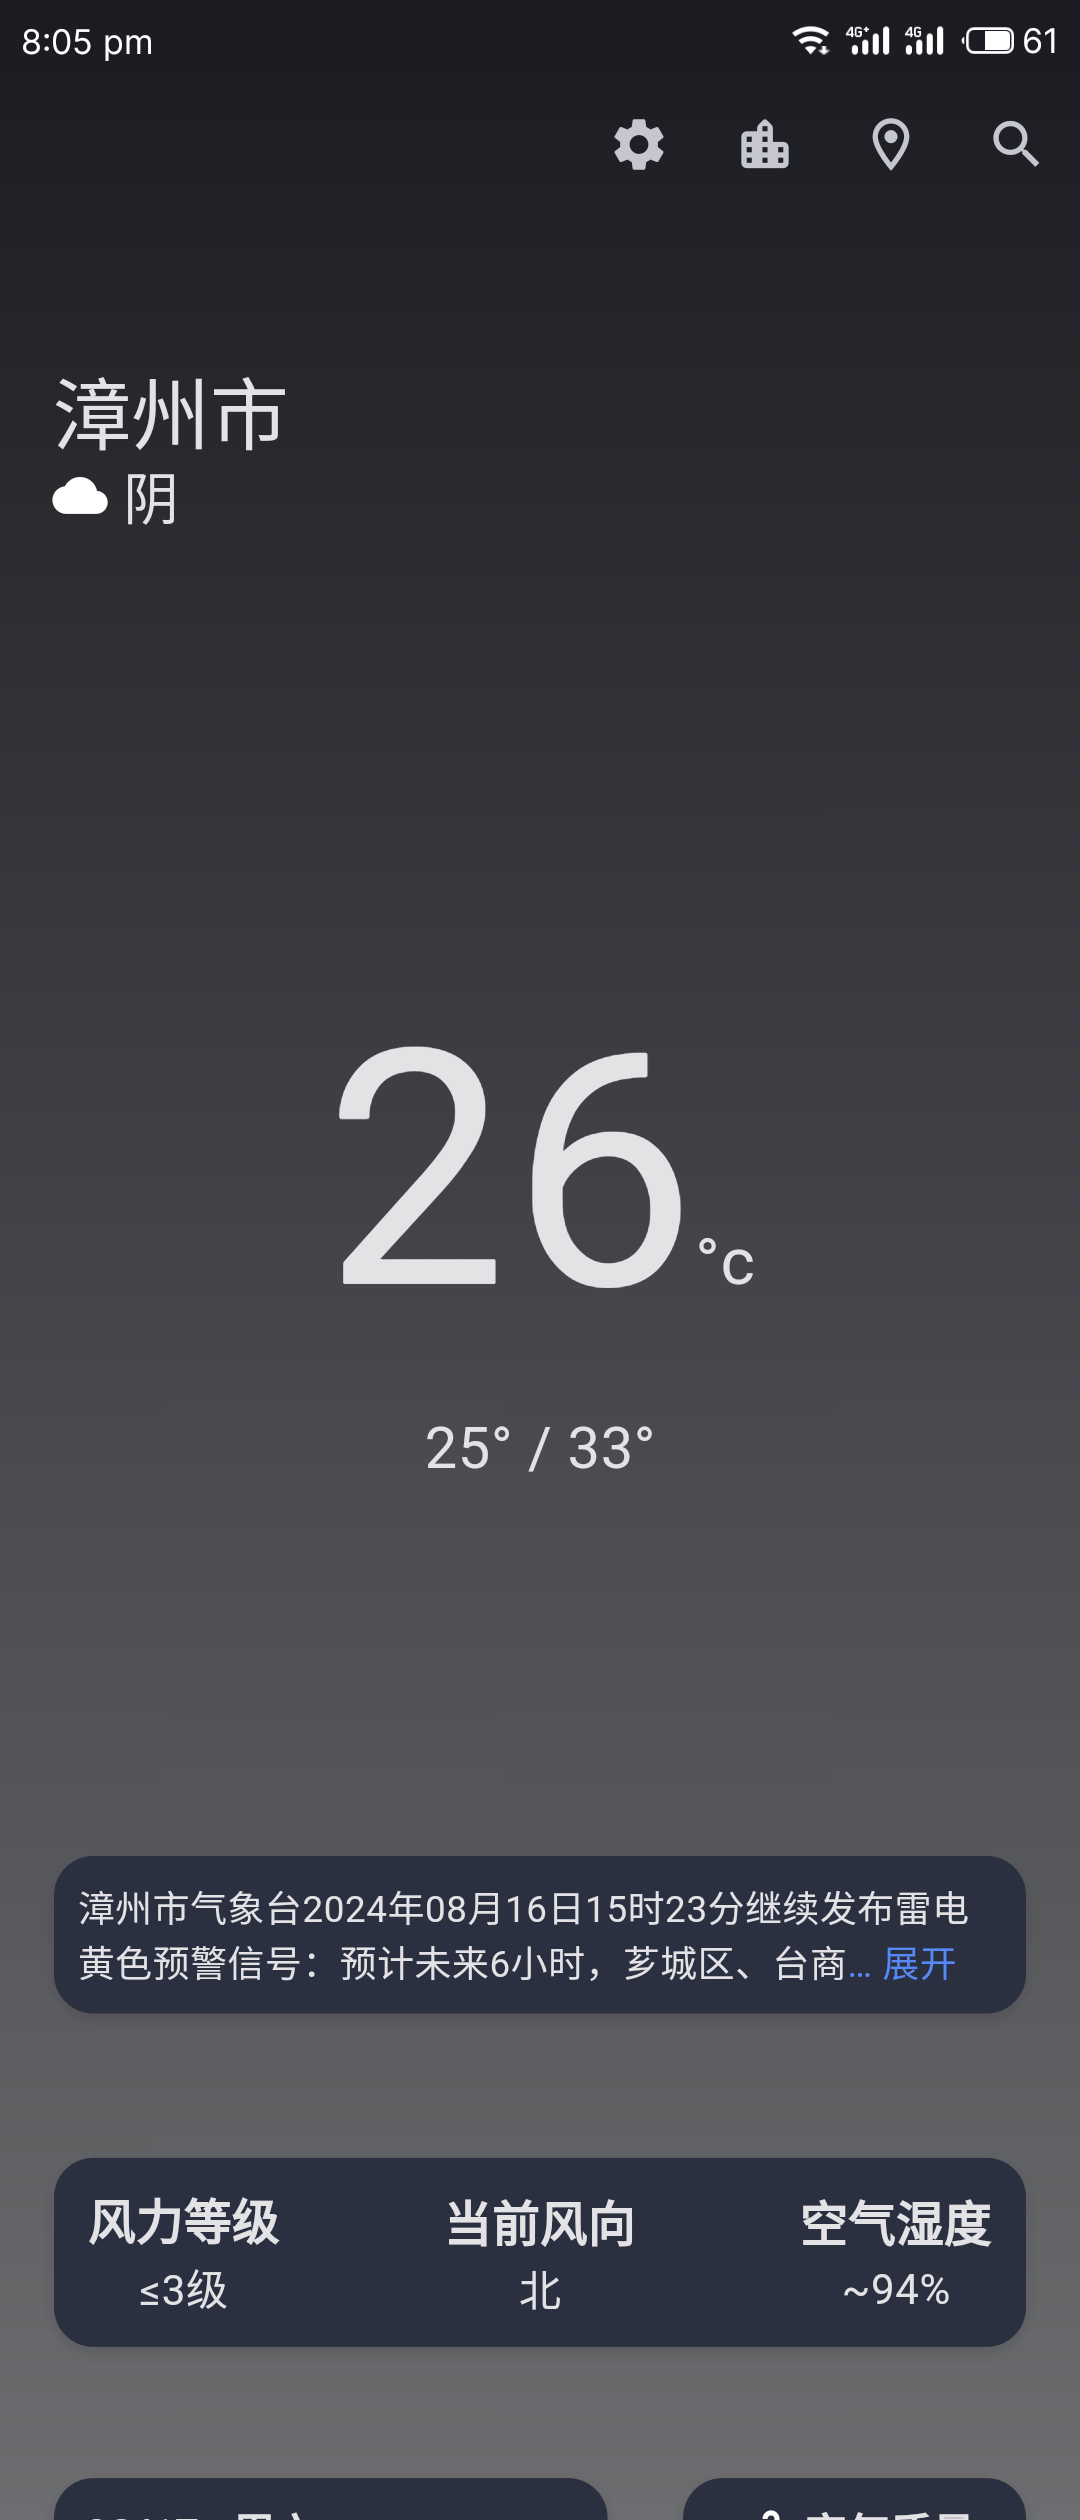 8:05 pm
4G+ 4G 61
漳州市
阴
26 °C
25° / 33°
漳州市气象台2024年08月16日15时23分继续发布雷电
黄色预警信号：预计未来6小时，芗城区、台商... 展开
风力等级 当前风向 空气湿度
≤3级 北 ~94%